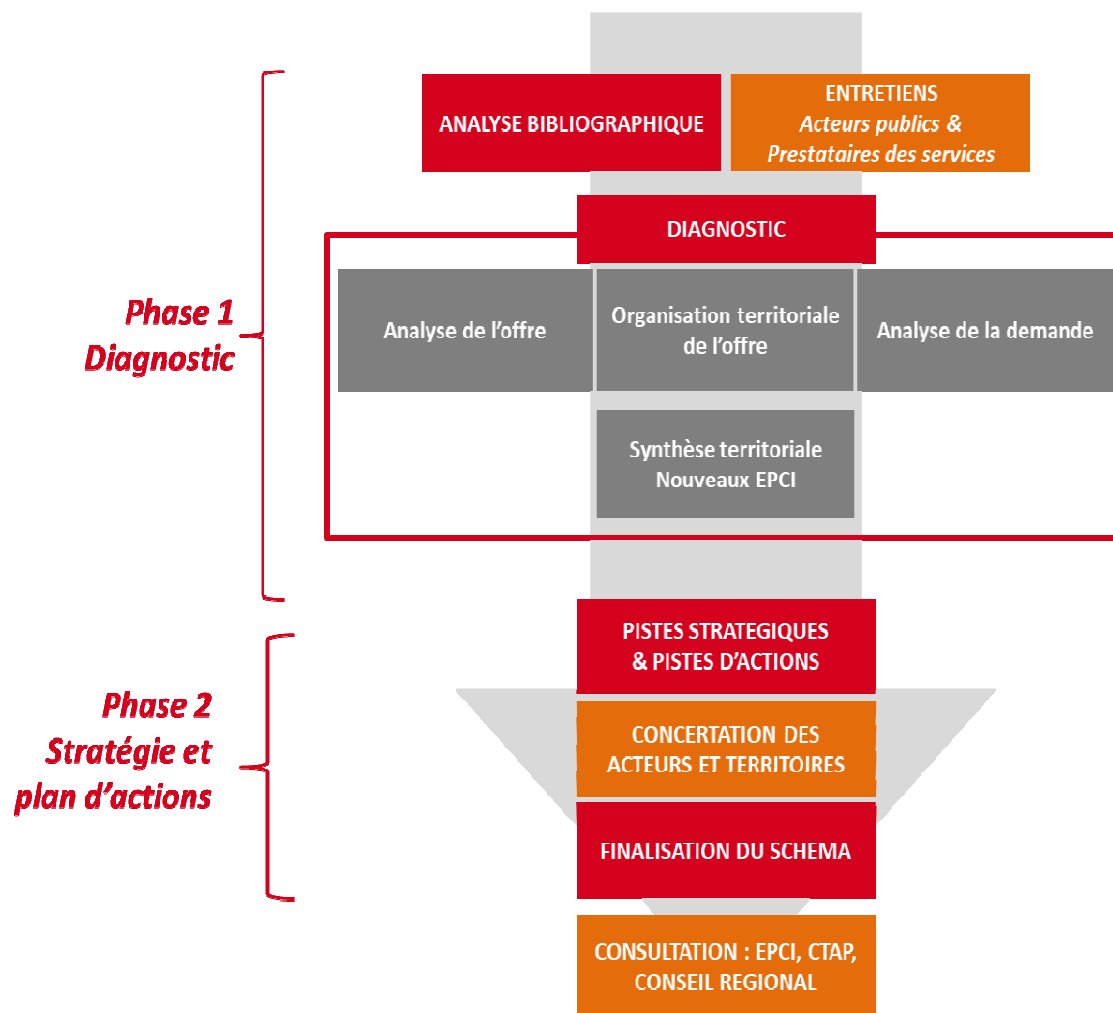 ANALYSE BIBLIOGRAPHIQUE
ENTRETIENS
Acteurs publics &
Prestataires des services
DIAGNOSTIC
Phase 1
Diagnostic
Analyse de l’offre
Organisation territoriale
de l’offre
Analyse de la demande
Synthèse territoriale
Nouveaux EPCI
PISTES STRATEGIQUES
& PISTES D’ACTIONS
Phase 2
Stratégie et
plan d’actions
CONCERTATION DES
ACTEURS ET TERRITOIRES
FINALISATION DU SCHEMA
CONSULTATION : EPCI, CTAP,
CONSEIL REGIONAL